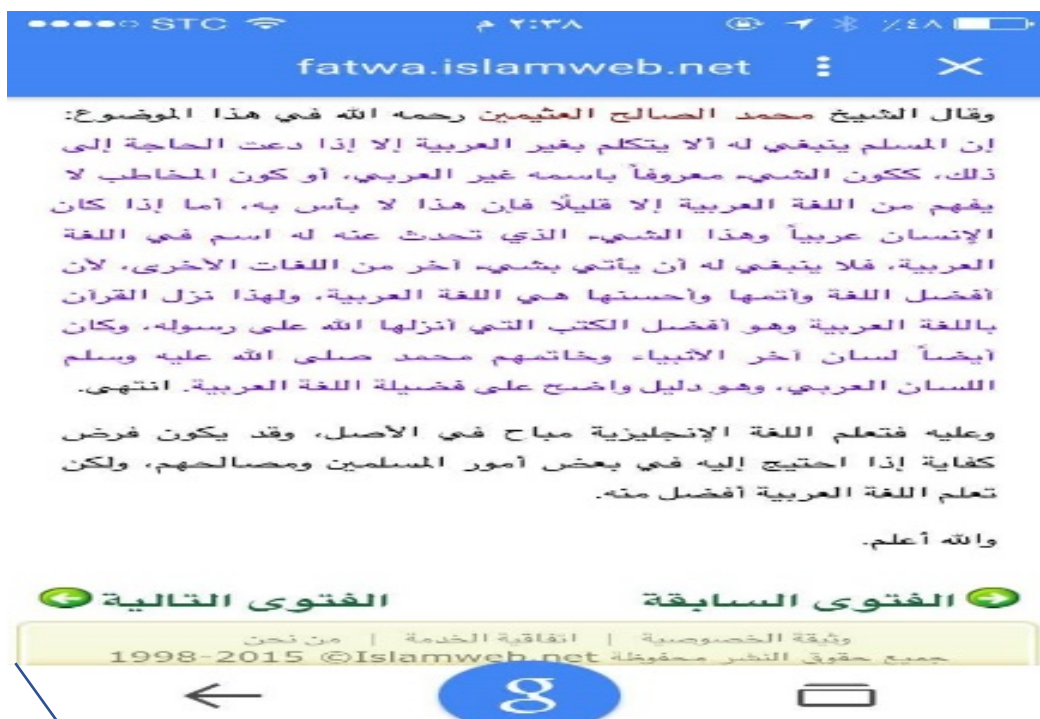 STC ٢:٣٨ م ٪٤٨
fatwa.islamweb.net
وقال الشيخ محمد الصالح العثيمين رحمه الله في هذا الموضوع:
إن المسلم ينبغي له ألا يتكلم بغير العربية إلا إذا دعت الحاجة إلى
ذلك، ككون الشيء معروفاً باسمه غير العربي، أو كون المخاطب لا
يفهم من اللغة العربية إلا قليلًا فإن هذا لا بأس به، أما إذا كان
الإنسان عربياً وهذا الشيء الذي تحدث عنه له اسم في اللغة
العربية، فلا ينبغي له أن يأتي بشيء آخر من اللغات الأخرى، لأن
أفضل اللغة وأتمها وأحسنها هي اللغة العربية، ولهذا نزل القرآن
باللغة العربية وهو أفضل الكتب التي أنزلها الله على رسوله، وكان
أيضاً لسان آخر الأنبياء وخاتمهم محمد صلى الله عليه وسلم
اللسان العربي، وهو دليل واضح على فضيلة اللغة العربية. انتهى.
وعليه فتعلم اللغة الإنجليزية مباح في الأصل، وقد يكون فرض
كفاية إذا احتيج إليه في بعض أمور المسلمين ومصالحهم، ولكن
تعلم اللغة العربية أفضل منه.
والله أعلم.
الفتوى السابقة الفتوى التالية
وثيقة الخصوصية | اتفاقية الخدمة | من نحن
جميع حقوق النشر محفوظة 1998-2015 ©Islamweb.net
g